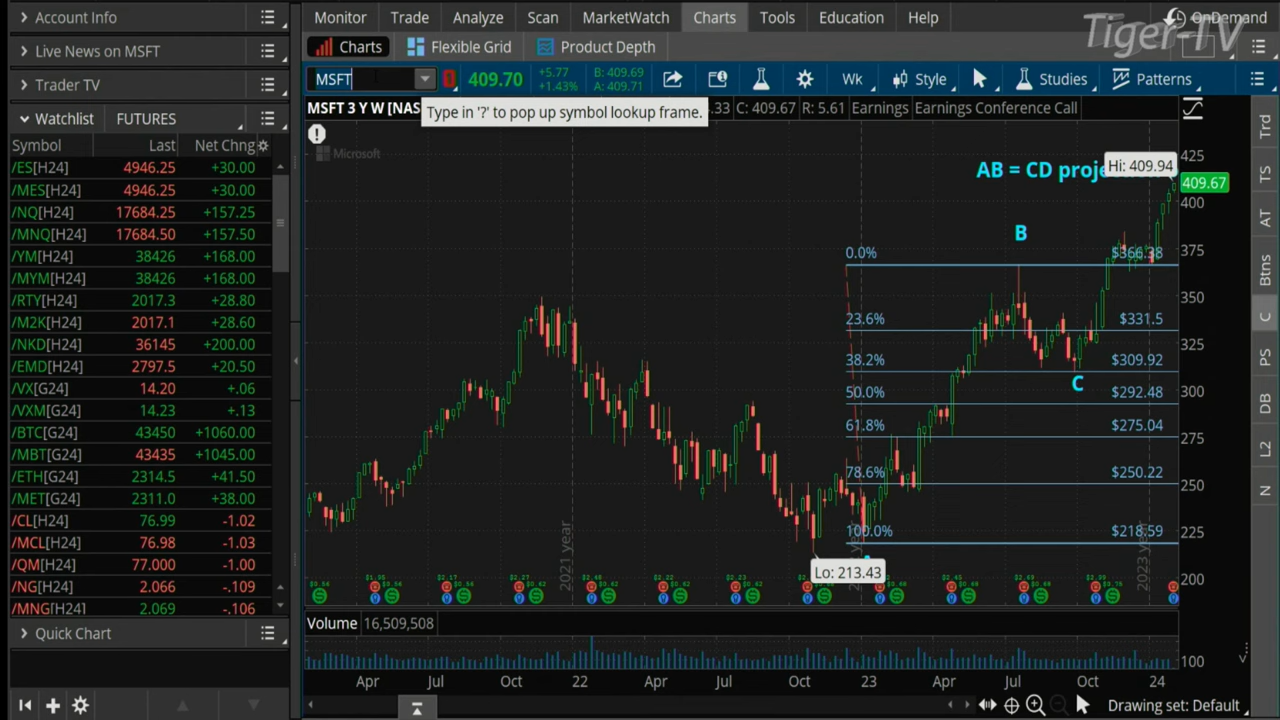 Account Info
Live News on MSFT
Trader TV
Watchlist FUTURES
Symbol Last Net Chng
/ES[H24] 4946.25 +30.00
/MES[H24] 4946.25 +30.00
/NQ[H24] 17684.25 +157.25
/MNQ[H24] 17684.50 +157.50
/YM[H24] 38426 +168.00
/MYM[H24] 38426 +168.00
/RTY[H24] 2017.3 +28.80
/M2K[H24] 2017.1 +28.60
/NKD[H24] 36145 +200.00
/EMD[H24] 2797.5 +20.50
/VX[G24] 14.20 +.06
/VXM[G24] 14.23 +.13
/BTC[G24] 43450 +1060.00
/MBT[G24] 43435 +1045.00
/ETH[G24] 2314.5 +41.50
/MET[G24] 2311.0 +38.00
/CL[H24] 76.99 -1.02
/MCL[H24] 76.98 -1.03
/QM[H24] 77.000 -1.00
/NG[H24] 2.066 -.109
/MNG[H24] 2.069 -.106
Quick Chart
Monitor Trade Analyze Scan MarketWatch Charts Tools Education Help
OnDemand
Tiger-TV
Charts Flexible Grid Product Depth
MSFT 409.70 +5.77 +1.43% B: 409.69 A: 409.71 Wk Style Studies Patterns
MSFT 3 Y W [NAS .33 C: 409.67 R: 5.61 Earnings Earnings Conference Call
Type in '?' to pop up symbol lookup frame.
Microsoft
AB = CD proje
Hi: 409.94
409.67
B
C
Lo: 213.43
0.0% $366.38
23.6% $331.5
38.2% $309.92
50.0% $292.48
61.8% $275.04
78.6% $250.22
100.0% $218.59
425
400
375
350
325
300
275
250
225
200
2021 year
2023 year
Volume 16,509,508
100
Apr Jul Oct 22 Apr Jul Oct 23 Apr Jul Oct 24
Drawing set: Default
Trd
TS
AT
Btns
C
PS
DB
L2
N